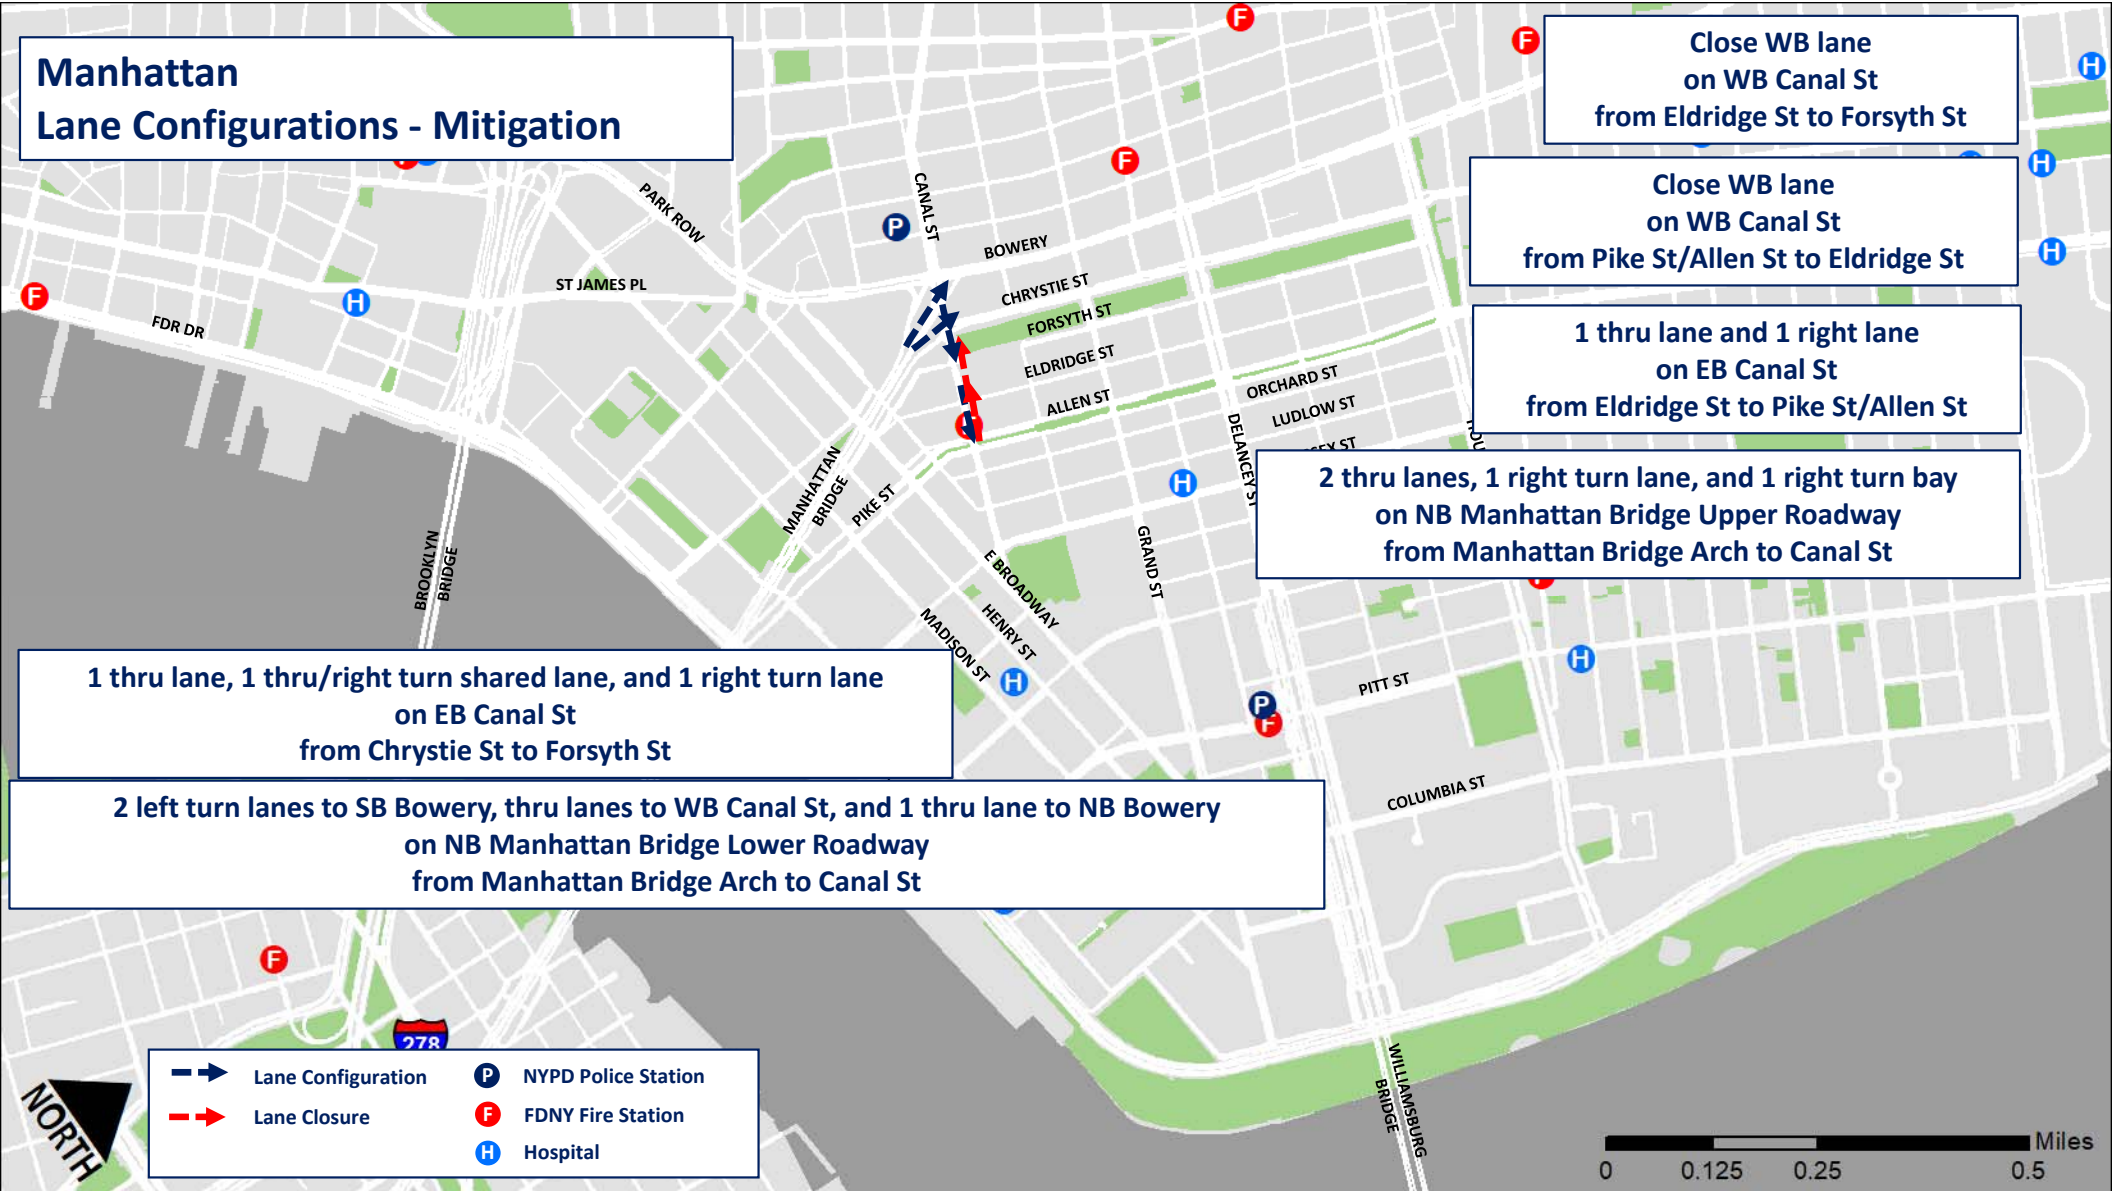 Manhattan
Lane Configurations - Mitigation
Close WB lane
on WB Canal St
from Eldridge St to Forsyth St
Close WB lane
on WB Canal St
from Pike St/Allen St to Eldridge St
1 thru lane and 1 right lane
on EB Canal St
from Eldridge St to Pike St/Allen St
2 thru lanes, 1 right turn lane, and 1 right turn bay
on NB Manhattan Bridge Upper Roadway
from Manhattan Bridge Arch to Canal St
1 thru lane, 1 thru/right turn shared lane, and 1 right turn lane
on EB Canal St
from Chrystie St to Forsyth St
2 left turn lanes to SB Bowery, thru lanes to WB Canal St, and 1 thru lane to NB Bowery
on NB Manhattan Bridge Lower Roadway
from Manhattan Bridge Arch to Canal St
PARK ROW
CANAL ST
BOWERY
ST JAMES PL
CHRYSTIE ST
FORSYTH ST
FDR DR
ELDRIDGE ST
ALLEN ST
ORCHARD ST
LUDLOW ST
DELANCEY ST
MANHATTAN
BRIDGE
PIKE ST
BROOKLYN
BRIDGE
E BROADWAY
GRAND ST
HENRY ST
MADISON ST
PITT ST
COLUMBIA ST
WILLIAMSBURG
BRIDGE
P
P
F
F
F
F
F
F
H
H
H
H
H
H
H
H
278
NORTH
Lane Configuration
Lane Closure
P NYPD Police Station
F FDNY Fire Station
H Hospital
Miles
0 0.125 0.25 0.5